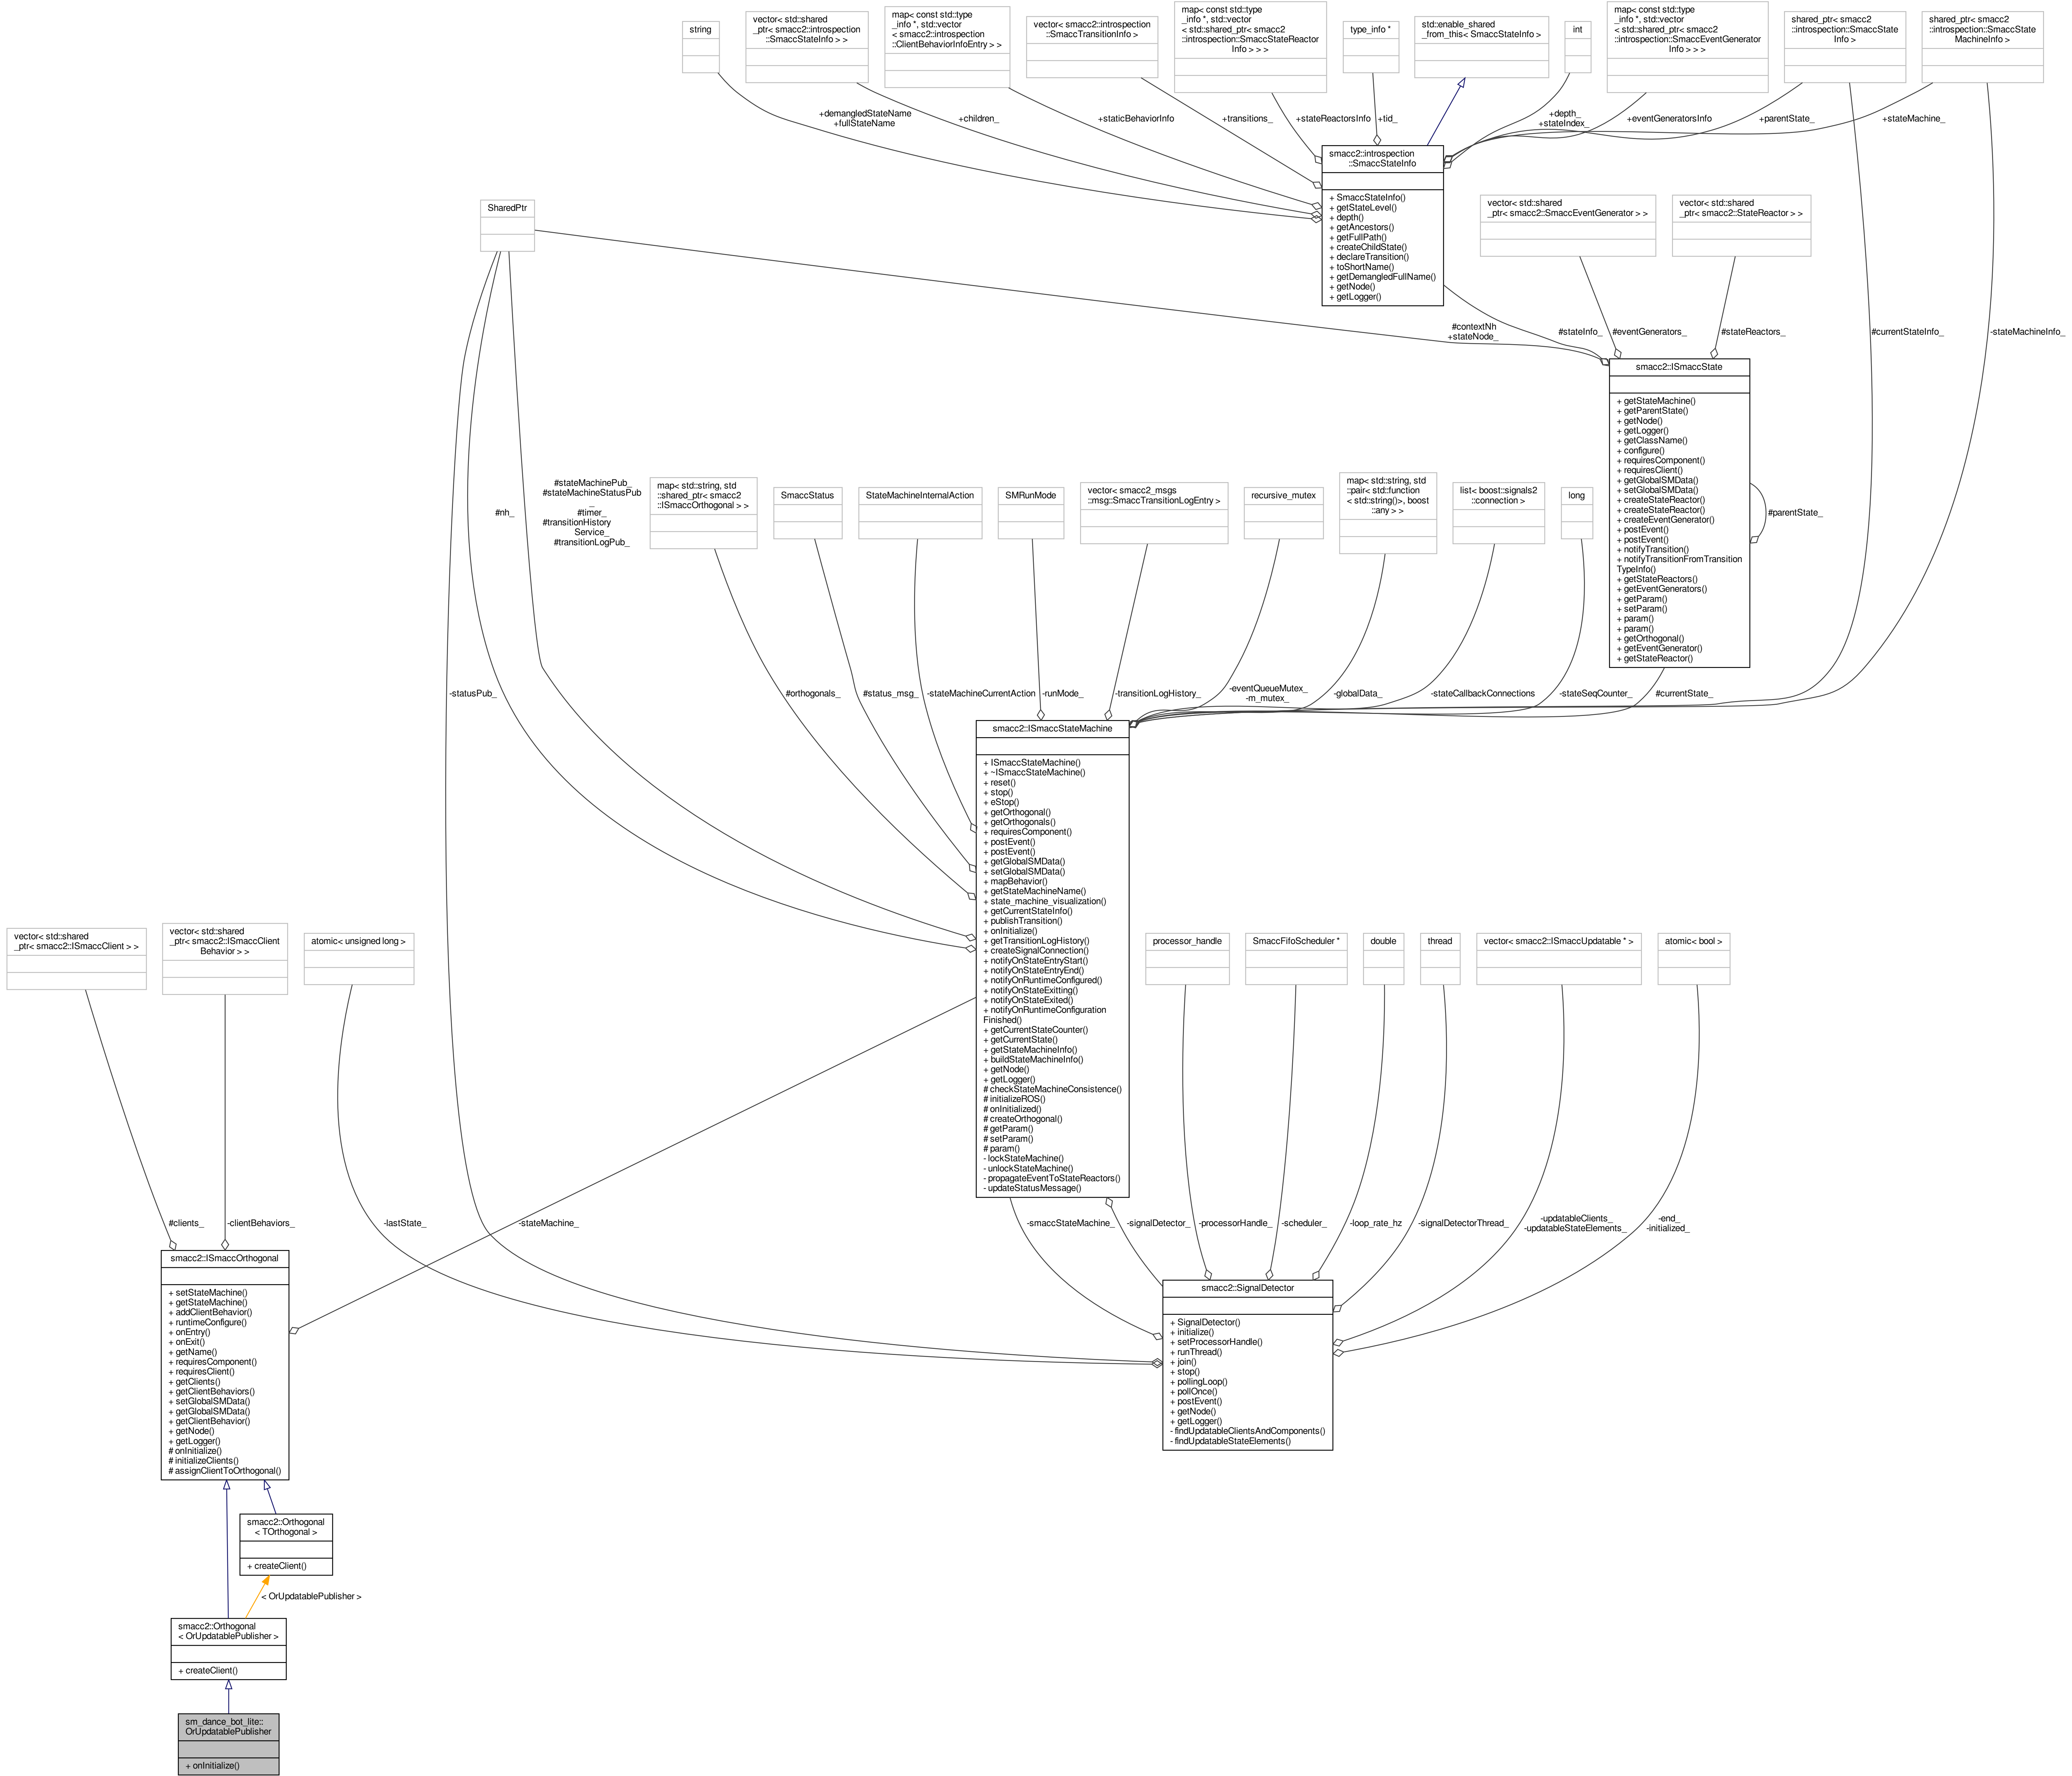 string
vector< std::shared
_ptr< smacc2::introspection
::SmaccStateInfo > >
map< const std::type
_info *, std::vector
< smacc2::introspection
::ClientBehaviorInfoEntry > >
vector< smacc2::introspection
::SmaccTransitionInfo >
map< const std::type
_info *, std::vector
< std::shared_ptr< smacc2
::introspection::SmaccStateReactor
Info > > >
type_info *
std::enable_shared
_from_this< SmaccStateInfo >
int
map< const std::type
_info *, std::vector
< std::shared_ptr< smacc2
::introspection::SmaccEventGenerator
Info > > >
shared_ptr< smacc2
::introspection::SmaccState
Info >
shared_ptr< smacc2
::introspection::SmaccState
MachineInfo >
+demangledStateName
+fullStateName
+children_
+staticBehaviorInfo
+transitions_
+stateReactorsInfo
+tid_
+depth_
+stateIndex_
+eventGeneratorsInfo
+parentState_
+stateMachine_
smacc2::introspection
::SmaccStateInfo
+ SmaccStateInfo()
+ getStateLevel()
+ depth()
+ getAncestors()
+ getFullPath()
+ createChildState()
+ declareTransition()
+ toShortName()
+ getDemangledFullName()
+ getNode()
+ getLogger()
SharedPtr
vector< std::shared
_ptr< smacc2::SmaccEventGenerator > >
vector< std::shared
_ptr< smacc2::StateReactor > >
#contextNh
+stateNode_
#stateInfo_
#eventGenerators_
#stateReactors_
#currentStateInfo_
-stateMachineInfo_
smacc2::ISmaccState
+ getStateMachine()
+ getParentState()
+ getNode()
+ getLogger()
+ getClassName()
+ configure()
+ requiresComponent()
+ requiresClient()
+ getGlobalSMData()
+ setGlobalSMData()
+ createStateReactor()
+ createStateReactor()
+ createEventGenerator()
+ postEvent()
+ postEvent()
+ notifyTransition()
+ notifyTransitionFromTransition
TypeInfo()
+ getStateReactors()
+ getEventGenerators()
+ getParam()
+ setParam()
+ param()
+ param()
+ getOrthogonal()
+ getEventGenerator()
+ getStateReactor()
#parentState_
#nh_
#stateMachinePub_
#stateMachineStatusPub
_
#timer_
#transitionHistory
Service_
#transitionLogPub_
map< std::string, std
::shared_ptr< smacc2
::ISmaccOrthogonal > >
SmaccStatus
StateMachineInternalAction
SMRunMode
vector< smacc2_msgs
::msg::SmaccTransitionLogEntry >
recursive_mutex
map< std::string, std
::pair< std::function
< std::string()>, boost
::any > >
list< boost::signals2
::connection >
long
-statusPub_
#orthogonals_
#status_msg_
-stateMachineCurrentAction
-runMode_
-transitionLogHistory_
-eventQueueMutex_
-m_mutex_
-globalData_
-stateCallbackConnections
-stateSeqCounter_
#currentState_
smacc2::ISmaccStateMachine
+ ISmaccStateMachine()
+ ~ISmaccStateMachine()
+ reset()
+ stop()
+ eStop()
+ getOrthogonal()
+ getOrthogonals()
+ requiresComponent()
+ postEvent()
+ postEvent()
+ getGlobalSMData()
+ setGlobalSMData()
+ mapBehavior()
+ getStateMachineName()
+ state_machine_visualization()
+ getCurrentStateInfo()
+ publishTransition()
+ onInitialize()
+ getTransitionLogHistory()
+ createSignalConnection()
+ notifyOnStateEntryStart()
+ notifyOnStateEntryEnd()
+ notifyOnRuntimeConfigured()
+ notifyOnStateExitting()
+ notifyOnStateExited()
+ notifyOnRuntimeConfiguration
Finished()
+ getCurrentStateCounter()
+ getCurrentState()
+ getStateMachineInfo()
+ buildStateMachineInfo()
+ getNode()
+ getLogger()
# checkStateMachineConsistence()
# initializeROS()
# onInitialized()
# createOrthogonal()
# getParam()
# setParam()
# param()
- lockStateMachine()
- unlockStateMachine()
- propagateEventToStateReactors()
- updateStatusMessage()
vector< std::shared
_ptr< smacc2::ISmaccClient > >
vector< std::shared
_ptr< smacc2::ISmaccClient
Behavior > >
atomic< unsigned long >
processor_handle
SmaccFifoScheduler *
double
thread
vector< smacc2::ISmaccUpdatable * >
atomic< bool >
#clients_
-clientBehaviors_
-lastState_
-stateMachine_
-smaccStateMachine_
-signalDetector_
-processorHandle_
-scheduler_
-loop_rate_hz
-signalDetectorThread_
-updatableClients_
-updatableStateElements_
-end_
-initialized_
smacc2::ISmaccOrthogonal
+ setStateMachine()
+ getStateMachine()
+ addClientBehavior()
+ runtimeConfigure()
+ onEntry()
+ onExit()
+ getName()
+ requiresComponent()
+ requiresClient()
+ getClients()
+ getClientBehaviors()
+ setGlobalSMData()
+ getGlobalSMData()
+ getClientBehavior()
+ getNode()
+ getLogger()
# onInitialize()
# initializeClients()
# assignClientToOrthogonal()
smacc2::SignalDetector
+ SignalDetector()
+ initialize()
+ setProcessorHandle()
+ runThread()
+ join()
+ stop()
+ pollingLoop()
+ pollOnce()
+ postEvent()
+ getNode()
+ getLogger()
- findUpdatableClientsAndComponents()
- findUpdatableStateElements()
smacc2::Orthogonal
< TOrthogonal >
+ createClient()
< OrUpdatablePublisher >
smacc2::Orthogonal
< OrUpdatablePublisher >
+ createClient()
sm_dance_bot_lite::
OrUpdatablePublisher
+ onInitialize()